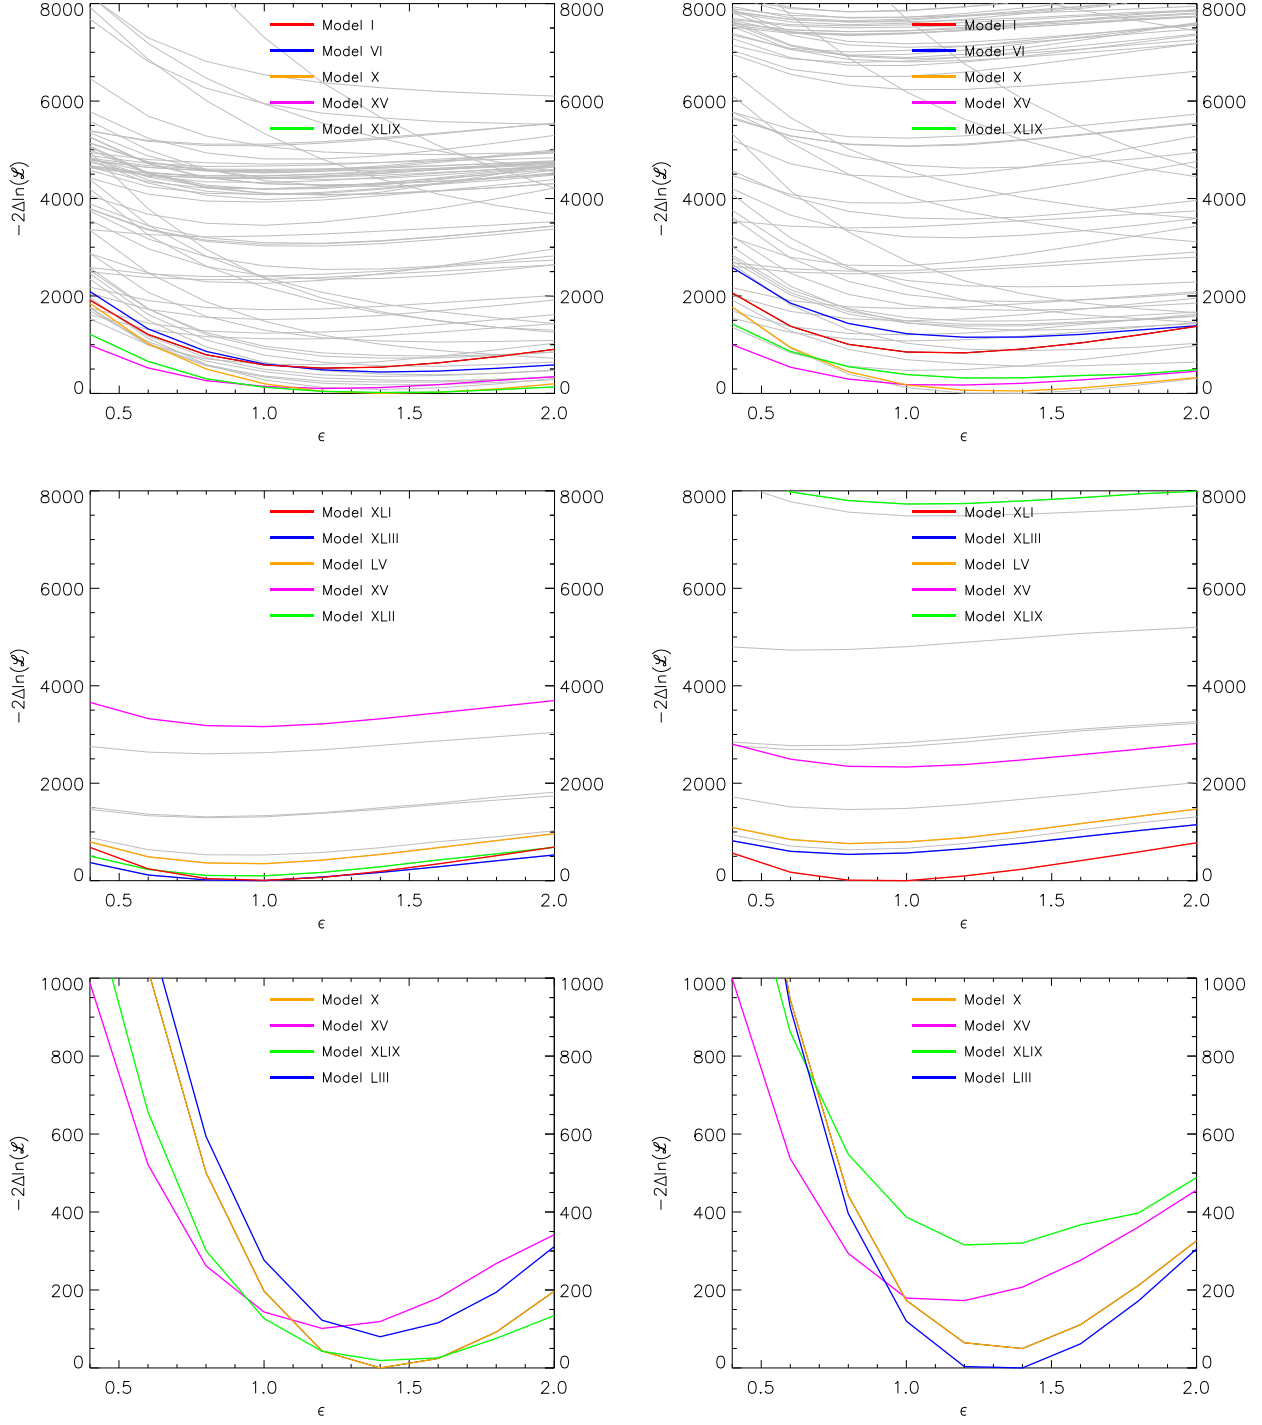 8000
6000
4000
2000
0
8000
6000
4000
2000
0
0.5 1.0 1.5 2.0
ϵ
−2Δln(ℒ)
Model I
Model VI
Model X
Model XV
Model XLIX
8000
6000
4000
2000
0
8000
6000
4000
2000
0
0.5 1.0 1.5 2.0
ϵ
−2Δln(ℒ)
Model I
Model VI
Model X
Model XV
Model XLIX
8000
6000
4000
2000
0
8000
6000
4000
2000
0
0.5 1.0 1.5 2.0
ϵ
−2Δln(ℒ)
Model XLI
Model XLIII
Model LV
Model XV
Model XLII
8000
6000
4000
2000
0
8000
6000
4000
2000
0
0.5 1.0 1.5 2.0
ϵ
−2Δln(ℒ)
Model XLI
Model XLIII
Model LV
Model XV
Model XLIX
1000
800
600
400
200
0
1000
800
600
400
200
0
0.5 1.0 1.5 2.0
ϵ
−2Δln(ℒ)
Model X
Model XV
Model XLIX
Model LIII
1000
800
600
400
200
0
1000
800
600
400
200
0
0.5 1.0 1.5 2.0
ϵ
−2Δln(ℒ)
Model X
Model XV
Model XLIX
Model LIII